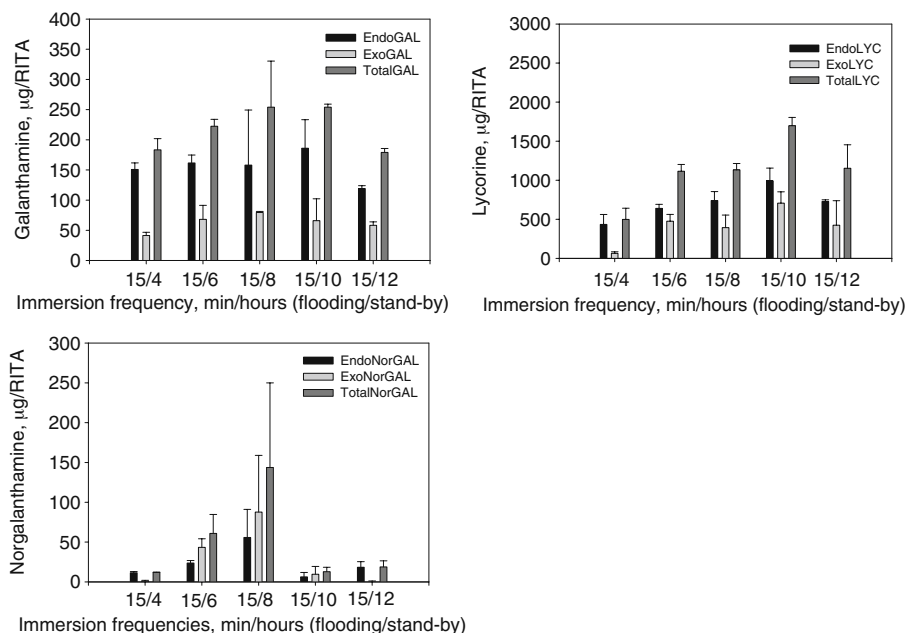 400
350
300
250
200
150
100
50
0
Galanthamine, µg/RITA
EndoGAL
ExoGAL
TotalGAL
15/4 15/6 15/8 15/10 15/12
Immersion frequency, min/hours (flooding/stand-by)
3000
2500
2000
1500
1000
500
0
Lycorine, µg/RITA
EndoLYC
ExoLYC
TotalLYC
15/4 15/6 15/8 15/10 15/12
Immersion frequency, min/hours (flooding/stand-by)
300
250
200
150
100
50
0
Norgalanthamine, µg/RITA
EndoNorGAL
ExoNorGAL
TotalNorGAL
15/4 15/6 15/8 15/10 15/12
Immersion frequencies, min/hours (flooding/stand-by)